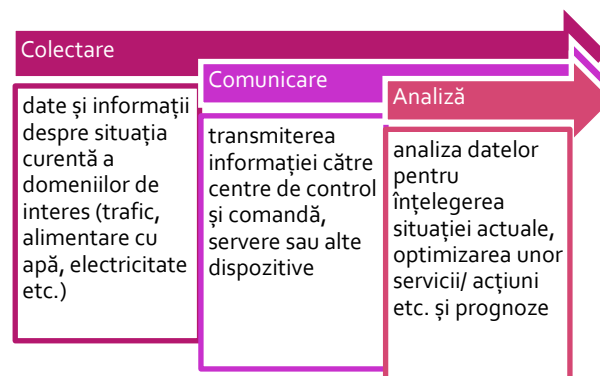 Colectare
date și informații
despre situația
curentă a
domeniilor de
interes (trafic,
alimentare cu
apă, electricitate
etc.)
Comunicare
transmiterea
informației către
centre de control
și comandă,
servere sau alte
dispozitive
Analiză
analiza datelor
pentru
înțelegerea
situației actuale,
optimizarea unor
servicii/ acțiuni
etc. și prognoze